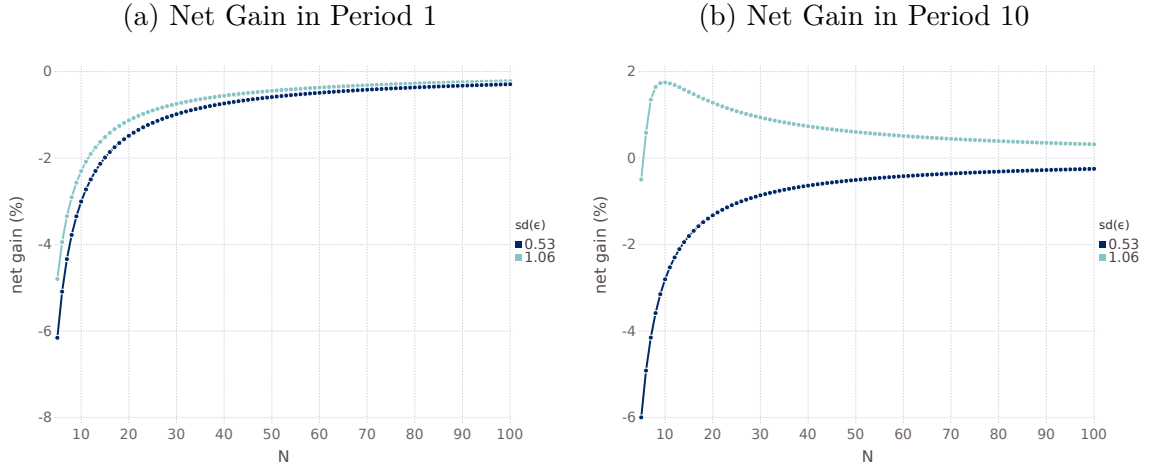 (a) Net Gain in Period 1
0
-2
-4
-6
-8
net gain (%)
10 20 30 40 50 60 70 80 90 100
N
sd(ϵ)
0.53
1.06
(b) Net Gain in Period 10
2
0
-2
-4
-6
net gain (%)
10 20 30 40 50 60 70 80 90 100
N
sd(ϵ)
0.53
1.06